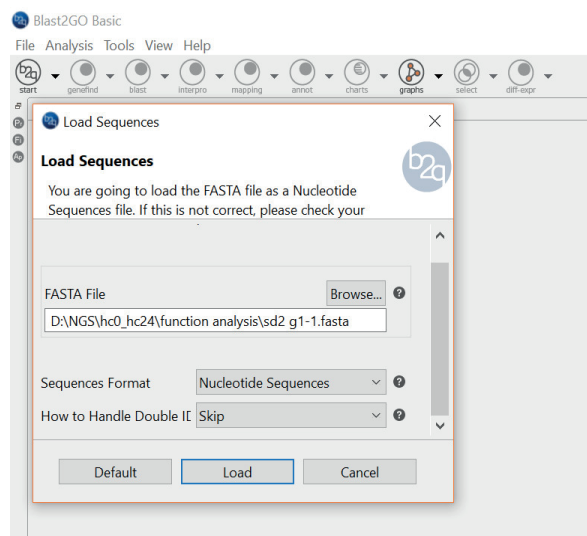 Blast2GO Basic
File Analysis Tools View Help
b2g
start genefind blast interpro mapping annot charts graphs select diff-expr
Load Sequences
Load Sequences
b2g
You are going to load the FASTA file as a Nucleotide
Sequences file. If this is not correct, please check your
FASTA File
Browse...
D:\NGS\hc0_hc24\function analysis\sd2 g1-1.fasta
Sequences Format Nucleotide Sequences
How to Handle Double ID Skip
Default Load Cancel